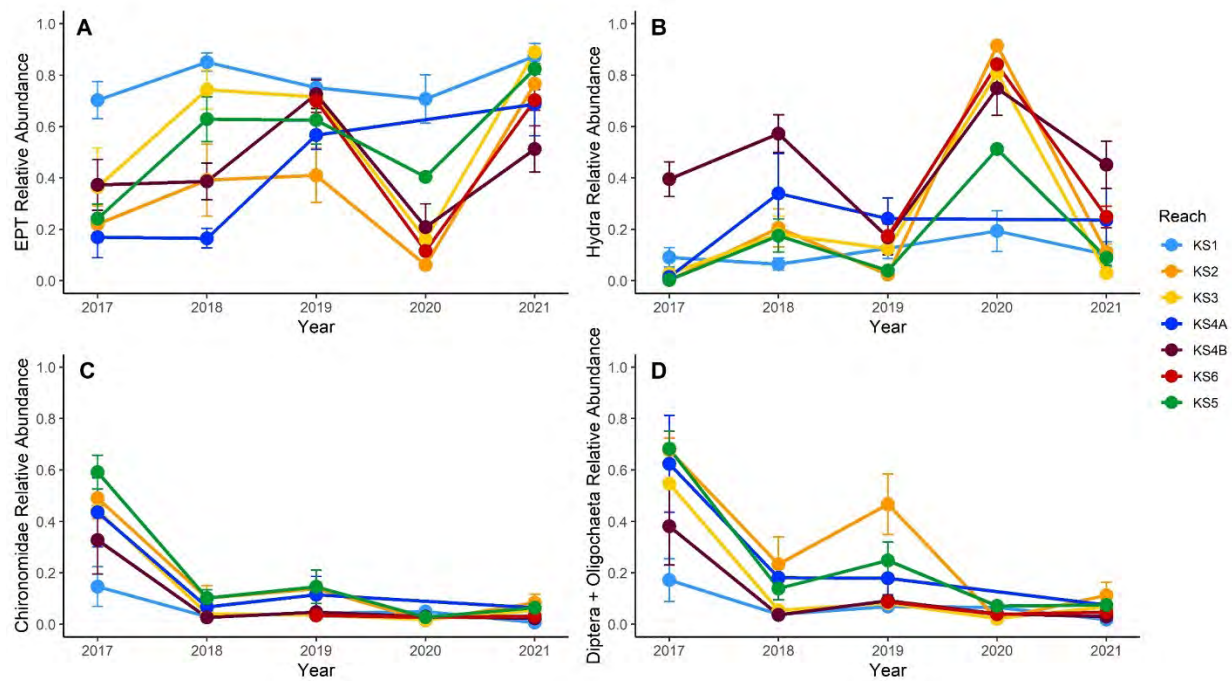 A
EPT Relative Abundance
1.0
0.8
0.6
0.4
0.2
0.0
2017 2018 2019 2020 2021
Year
B
Hydra Relative Abundance
1.0
0.8
0.6
0.4
0.2
0.0
2017 2018 2019 2020 2021
Year
C
Chironomidae Relative Abundance
1.0
0.8
0.6
0.4
0.2
0.0
2017 2018 2019 2020 2021
Year
D
Diptera + Oligochaeta Relative Abundance
1.0
0.8
0.6
0.4
0.2
0.0
2017 2018 2019 2020 2021
Year
Reach
KS1
KS2
KS3
KS4A
KS4B
KS6
KS5